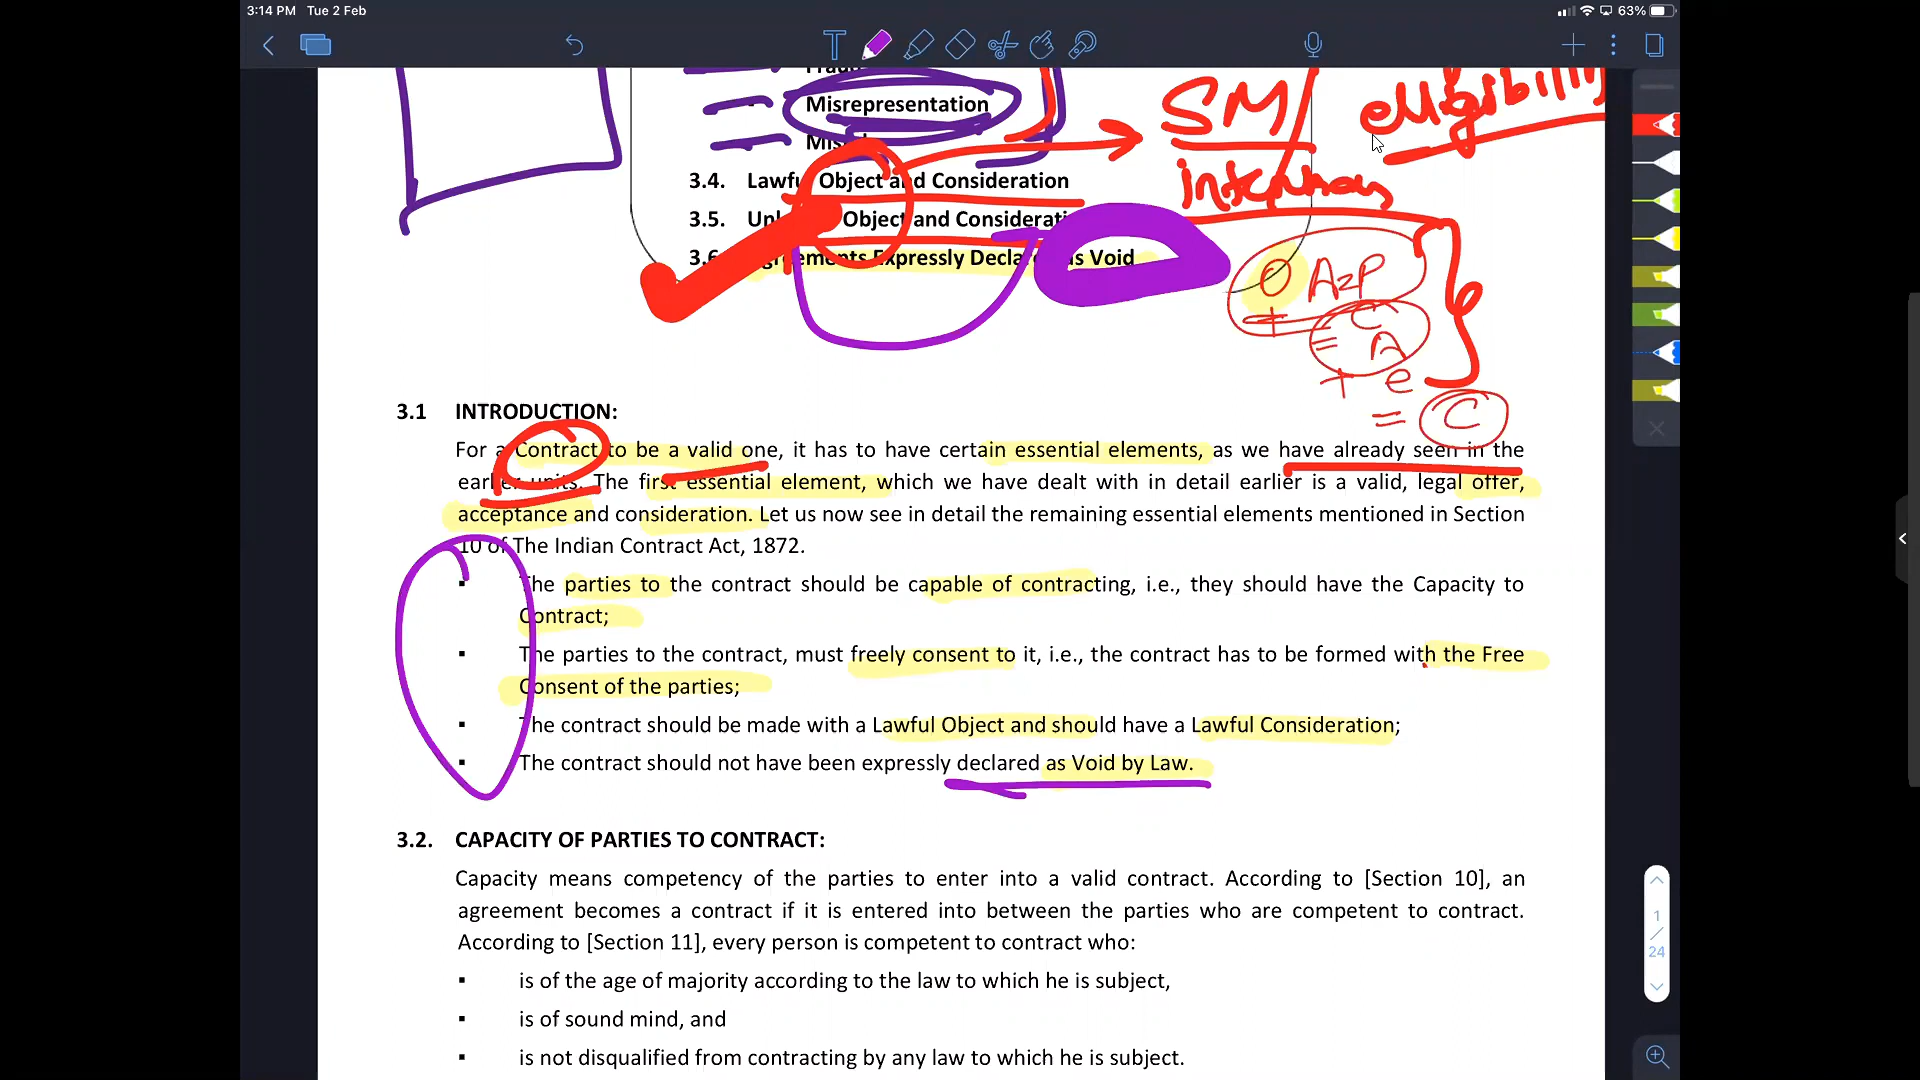 3:14 PM Tue 2 Feb
63%
Misrepresentation
SM
elligibility
intentions
3.4. Lawfu Object and Consideration
3.5. Unl Object and Considerati
3.6 Agreements Expressly Declared as Void
O A=P
+ C
= A
+ e
= C
3.1 INTRODUCTION:
For a Contract to be a valid one, it has to have certain essential elements, as we have already seen in the
earlier units. The first essential element, which we have dealt with in detail earlier is a valid, legal offer,
acceptance and consideration. Let us now see in detail the remaining essential elements mentioned in Section
10 of The Indian Contract Act, 1872.
▪ The parties to the contract should be capable of contracting, i.e., they should have the Capacity to
Contract;
▪ The parties to the contract, must freely consent to it, i.e., the contract has to be formed with the Free
Consent of the parties;
▪ The contract should be made with a Lawful Object and should have a Lawful Consideration;
▪ The contract should not have been expressly declared as Void by Law.
3.2. CAPACITY OF PARTIES TO CONTRACT:
Capacity means competency of the parties to enter into a valid contract. According to [Section 10], an
agreement becomes a contract if it is entered into between the parties who are competent to contract.
According to [Section 11], every person is competent to contract who:
▪ is of the age of majority according to the law to which he is subject,
▪ is of sound mind, and
▪ is not disqualified from contracting by any law to which he is subject.
1
/
24